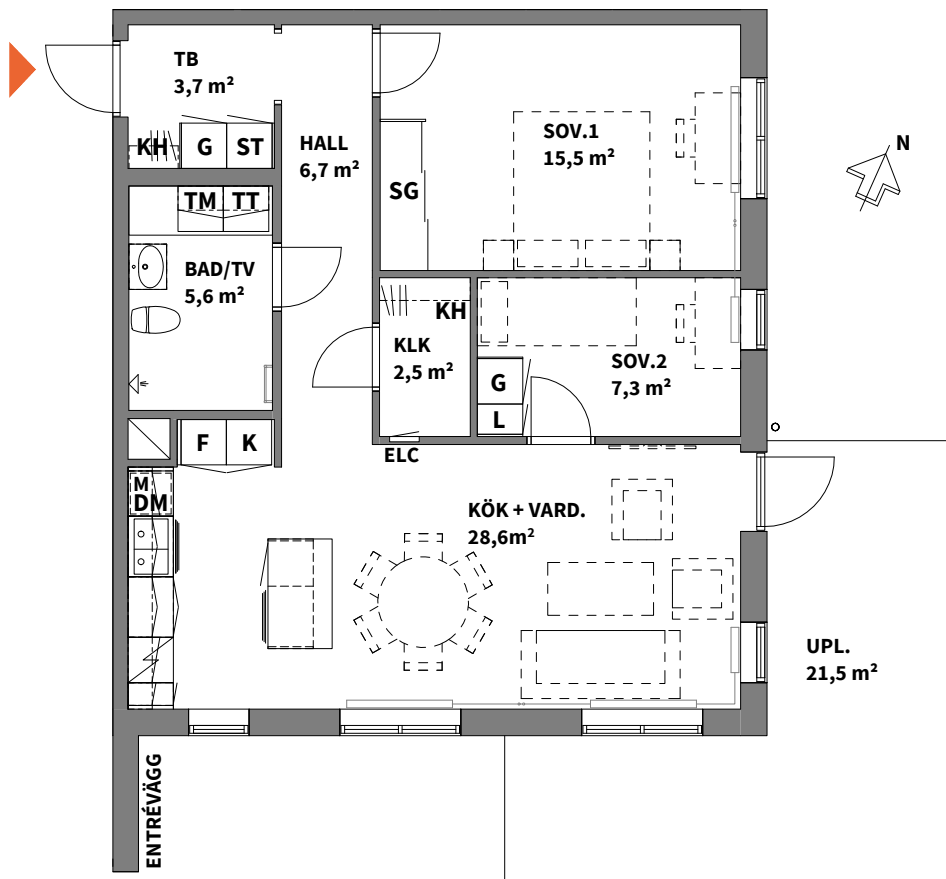 TB
3,7 m²
KH
G
ST
HALL
6,7 m²
SOV.1
15,5 m²
N
SG
TM
TT
BAD/TV
5,6 m²
KH
KLK
2,5 m²
SOV.2
7,3 m²
G
L
F
K
ELC
M
DM
KÖK + VARD.
28,6m²
UPL.
21,5 m²
ENTRÉVÄGG